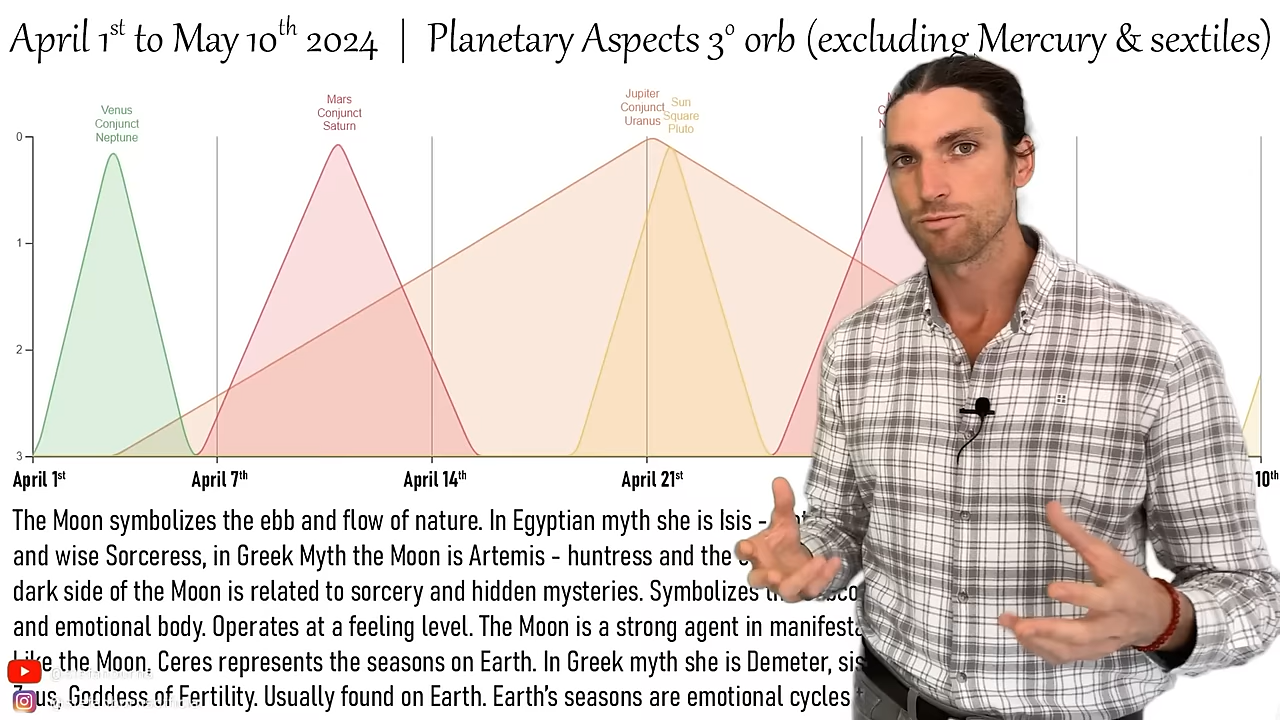 April 1st to May 10th 2024 | Planetary Aspects 3° orb (excluding Mercury & sextiles)
Venus
Conjunct
Neptune
Mars
Conjunct
Saturn
Jupiter
Conjunct
Uranus
Sun
Square
Pluto
0
1
2
3
April 1st
April 7th
April 14th
April 21st
10th
The Moon symbolizes the ebb and flow of nature. In Egyptian myth she is Isis -
and wise Sorceress, in Greek Myth the Moon is Artemis - huntress and the
dark side of the Moon is related to sorcery and hidden mysteries. Symbolizes
and emotional body. Operates at a feeling level. The Moon is a strong agent in
Like the Moon. Ceres represents the seasons on Earth. In Greek myth she is Demeter,
Zeus, Goddess of Fertility. Usually found on Earth. Earth's seasons are emotional cycles